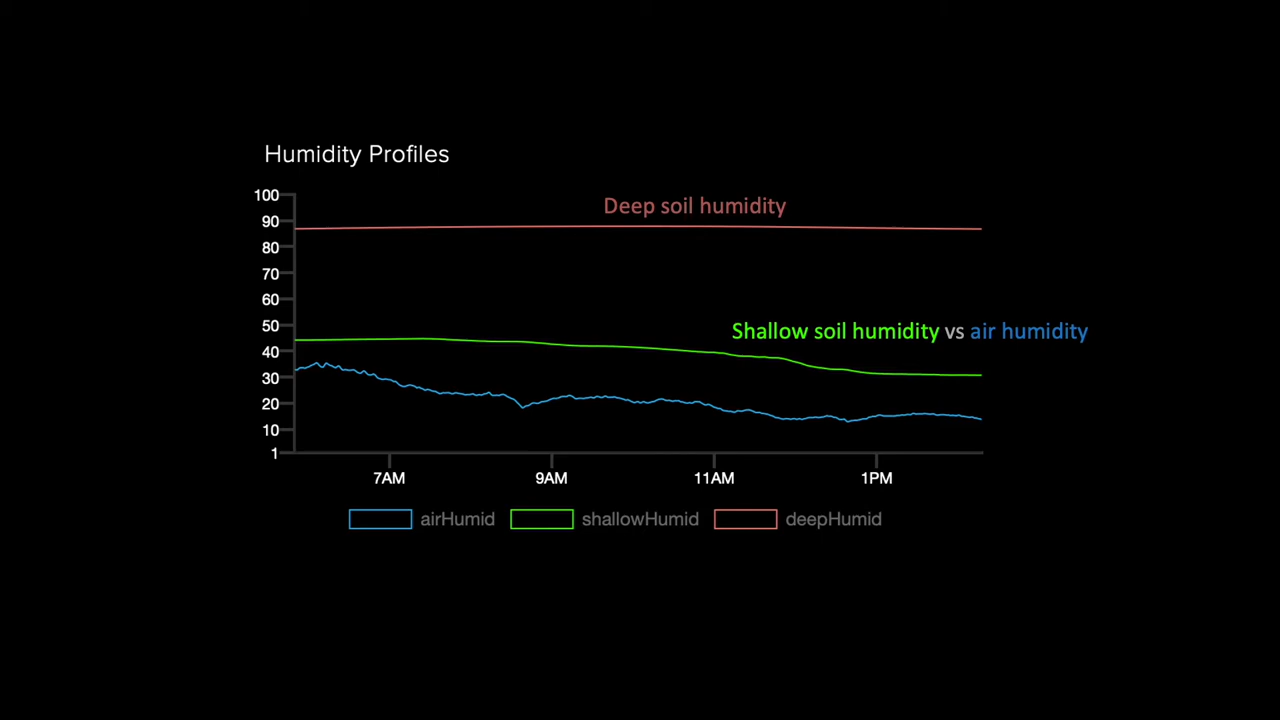 Humidity Profiles
100
Deep soil humidity
90
80
70
60
50
Shallow soil humidity vs air humidity
40
30
20
10
1
7AM 9AM 11AM 1PM
airHumid shallowHumid deepHumid